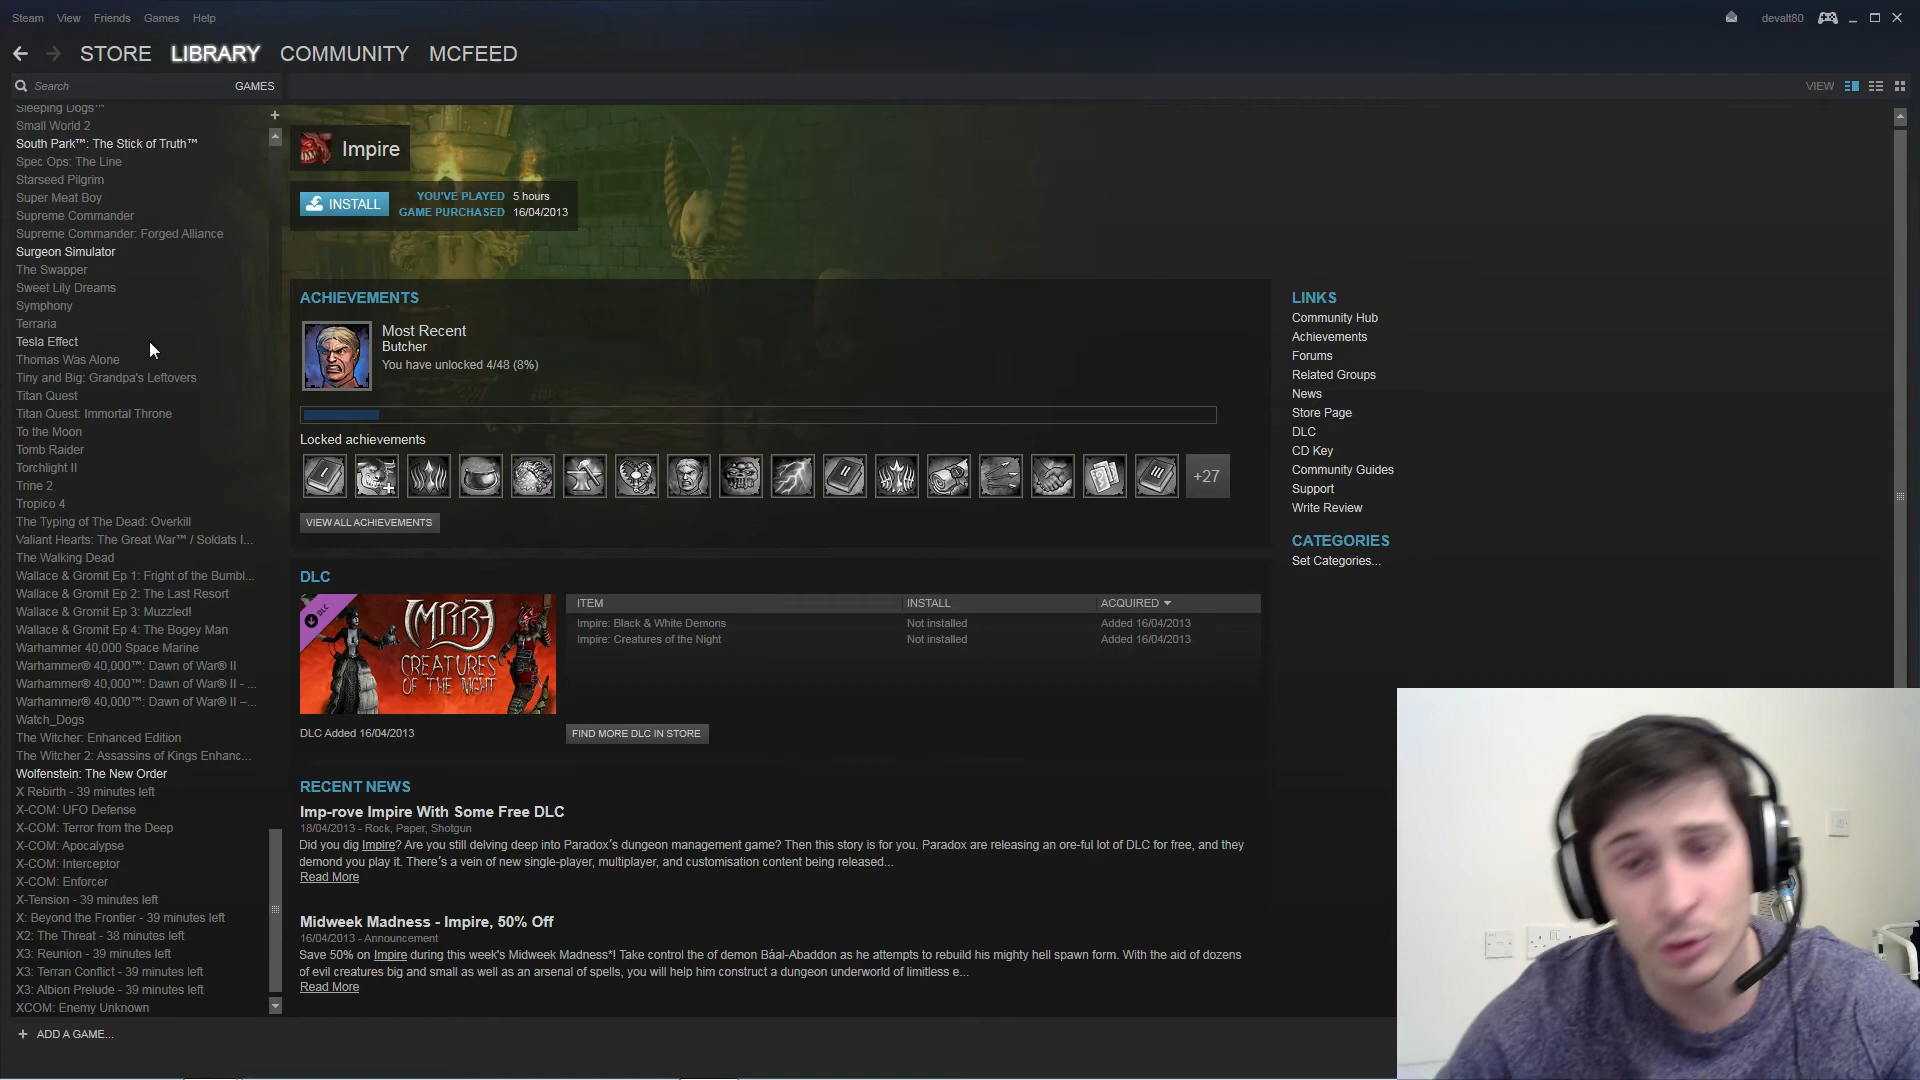 Steam View Friends Games Help
devalt80
STORE LIBRARY COMMUNITY MCFEED
Search GAMES
VIEW
Sleeping Dogs™
Small World 2
South Park™: The Stick of Truth™
Spec Ops: The Line
Starseed Pilgrim
Super Meat Boy
Supreme Commander
Supreme Commander: Forged Alliance
Surgeon Simulator
The Swapper
Sweet Lily Dreams
Symphony
Terraria
Tesla Effect
Thomas Was Alone
Tiny and Big: Grandpa's Leftovers
Titan Quest
Titan Quest: Immortal Throne
To the Moon
Tomb Raider
Torchlight II
Trine 2
Tropico 4
The Typing of The Dead: Overkill
Valiant Hearts: The Great War™ / Soldats I...
The Walking Dead
Wallace & Gromit Ep 1: Fright of the Bumbl...
Wallace & Gromit Ep 2: The Last Resort
Wallace & Gromit Ep 3: Muzzled!
Wallace & Gromit Ep 4: The Bogey Man
Warhammer 40,000 Space Marine
Warhammer® 40,000™: Dawn of War® II
Warhammer® 40,000™: Dawn of War® II - ...
Warhammer® 40,000™: Dawn of War® II –...
Watch_Dogs
The Witcher: Enhanced Edition
The Witcher 2: Assassins of Kings Enhanc...
Wolfenstein: The New Order
X Rebirth - 39 minutes left
X-COM: UFO Defense
X-COM: Terror from the Deep
X-COM: Apocalypse
X-COM: Interceptor
X-COM: Enforcer
X-Tension - 39 minutes left
X: Beyond the Frontier - 39 minutes left
X2: The Threat - 38 minutes left
X3: Reunion - 39 minutes left
X3: Terran Conflict - 39 minutes left
X3: Albion Prelude - 39 minutes left
XCOM: Enemy Unknown
+ ADD A GAME...
Impire
INSTALL
YOU'VE PLAYED 5 hours
GAME PURCHASED 16/04/2013
ACHIEVEMENTS
Most Recent
Butcher
You have unlocked 4/48 (8%)
Locked achievements
I
II
III
+27
VIEW ALL ACHIEVEMENTS
DLC
DLC
IMPIRE
CREATURES
OF THE NIGHT
DLC Added 16/04/2013
ITEM INSTALL ACQUIRED
Impire: Black & White Demons Not installed Added 16/04/2013
Impire: Creatures of the Night Not installed Added 16/04/2013
FIND MORE DLC IN STORE
RECENT NEWS
Imp-rove Impire With Some Free DLC
18/04/2013 - Rock, Paper, Shotgun
Did you dig Impire? Are you still delving deep into Paradox's dungeon management game? Then this story is for you. Paradox are releasing an ore-ful lot of DLC for free, and they
demond you play it. There's a vein of new single-player, multiplayer, and customisation content being released...
Read More
Midweek Madness - Impire, 50% Off
16/04/2013 - Announcement
Save 50% on Impire during this week's Midweek Madness*! Take control the of demon Báal-Abaddon as he attempts to rebuild his mighty hell spawn form. With the aid of dozens
of evil creatures big and small as well as an arsenal of spells, you will help him construct a dungeon underworld of limitless e...
Read More
LINKS
Community Hub
Achievements
Forums
Related Groups
News
Store Page
DLC
CD Key
Community Guides
Support
Write Review
CATEGORIES
Set Categories...